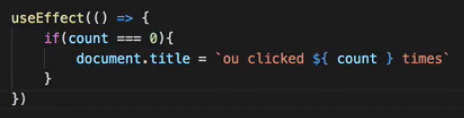 useEffect(() => {
if(count === 0){
document.title = `ou clicked ${ count } times`
}
})